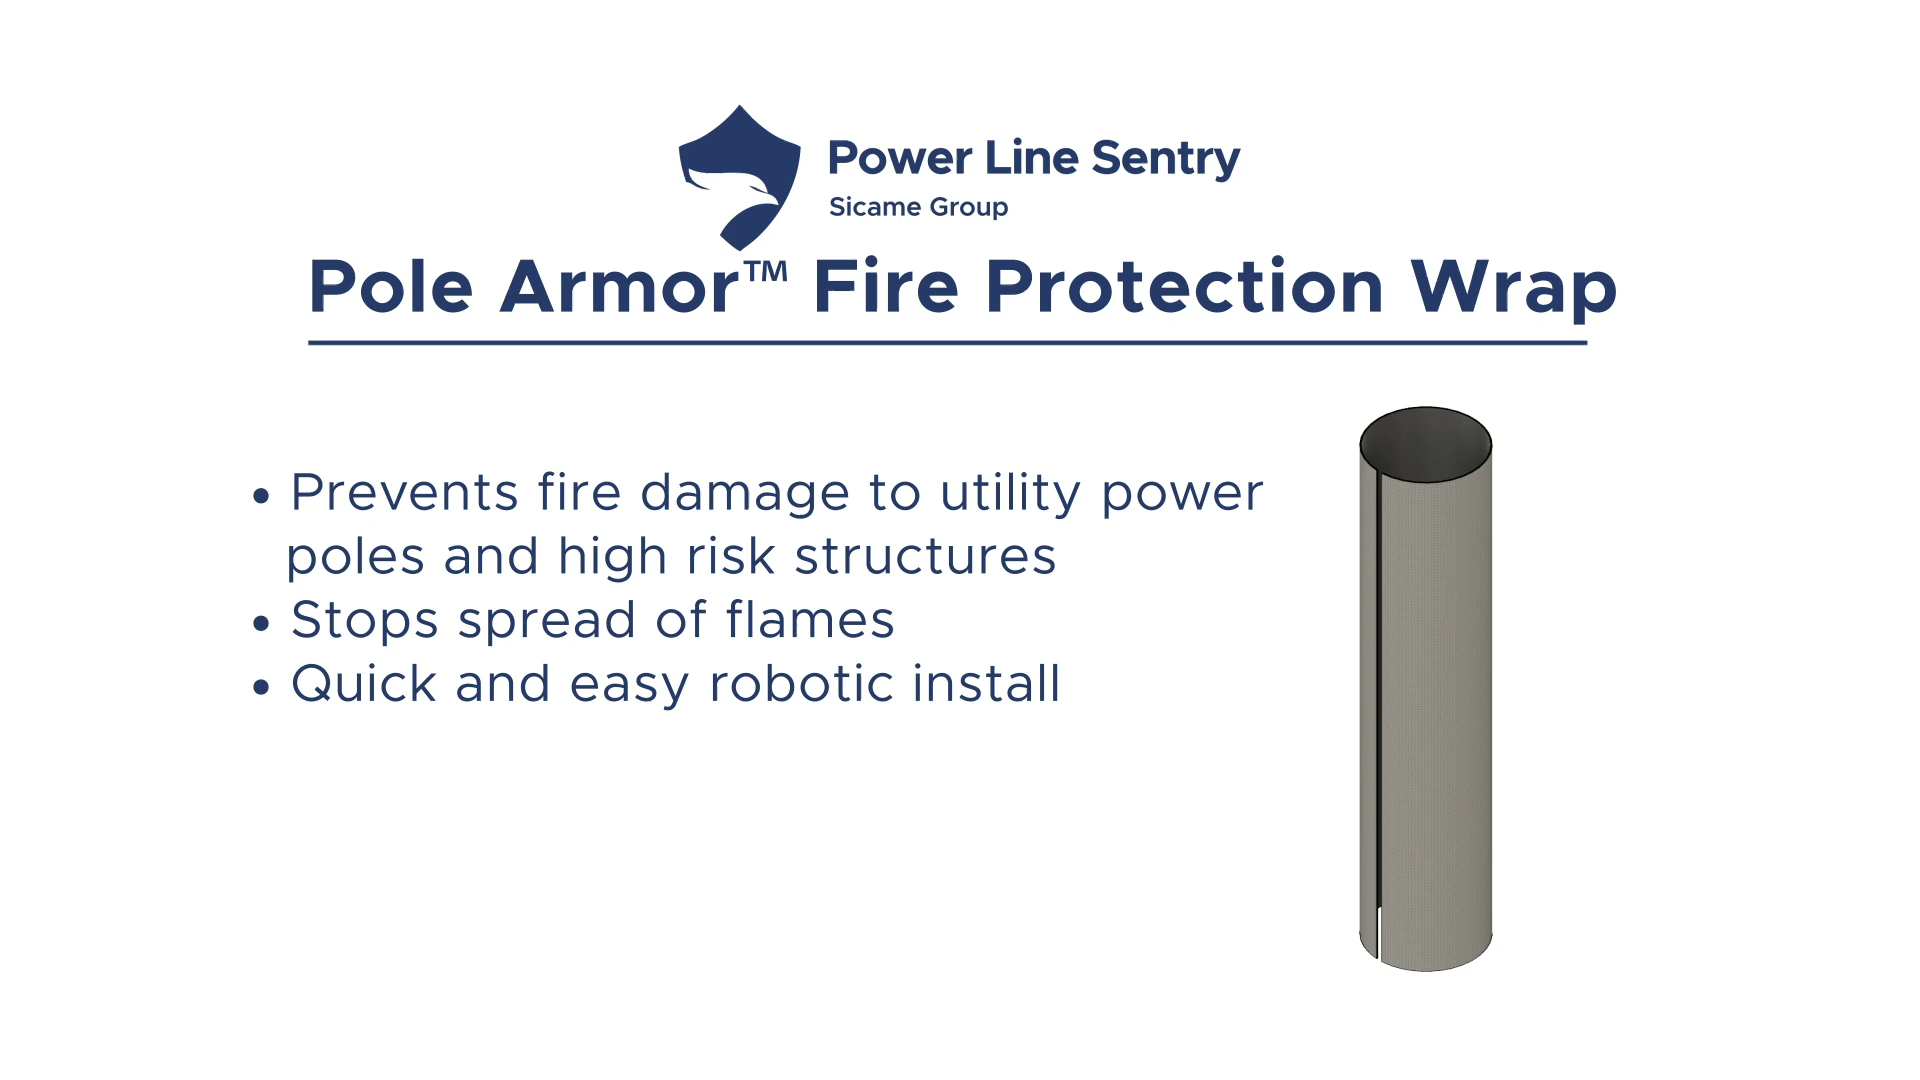 Power Line Sentry
Sicame Group
Pole Armor™ Fire Protection Wrap
• Prevents fire damage to utility power
poles and high risk structures
• Stops spread of flames
• Quick and easy robotic install